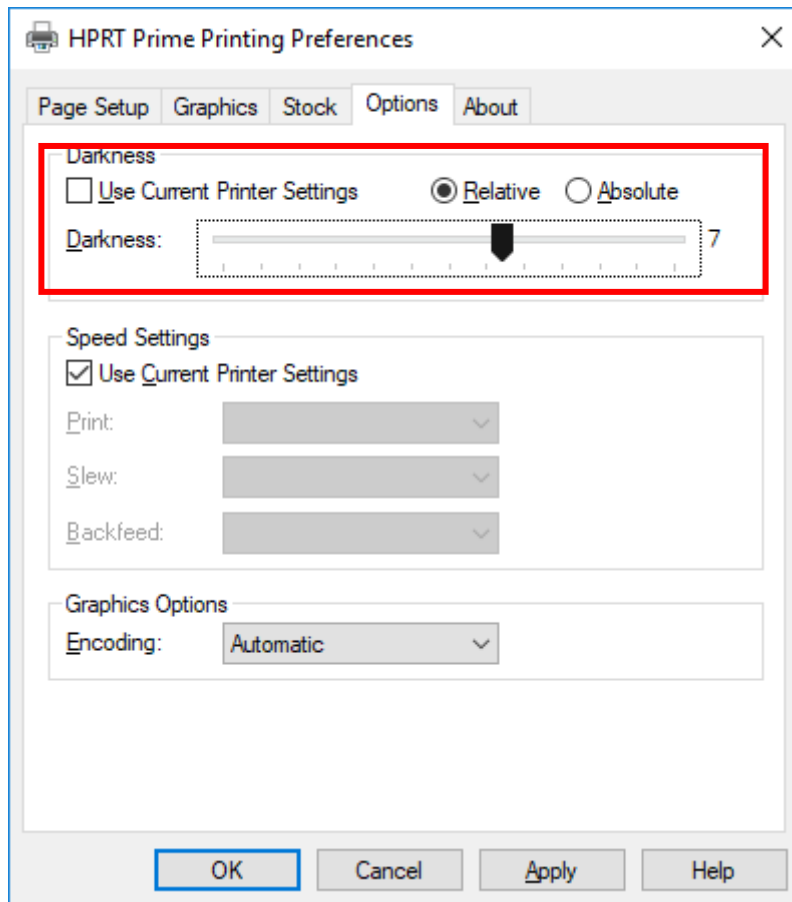 HPRT Prime Printing Preferences
Page Setup Graphics Stock Options About
Darkness
Use Current Printer Settings Relative Absolute
Darkness: 7
Speed Settings
Use Current Printer Settings
Print:
Slew:
Backfeed:
Graphics Options
Encoding: Automatic
OK Cancel Apply Help